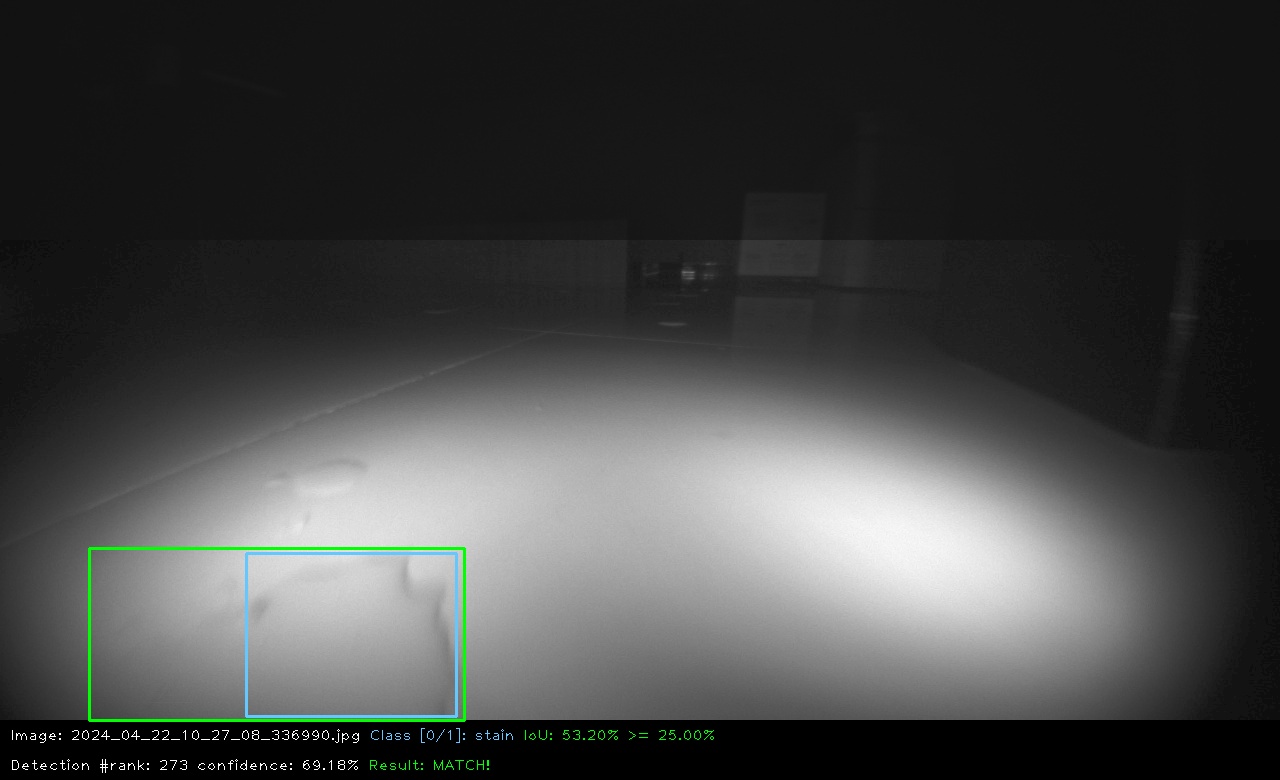 Image: 2024_04_22_10_27_08_336990.jpg Class [0/1]: stain IoU: 53.20% >= 25.00%
Detection #rank: 273 confidence: 69.18% Result: MATCH!